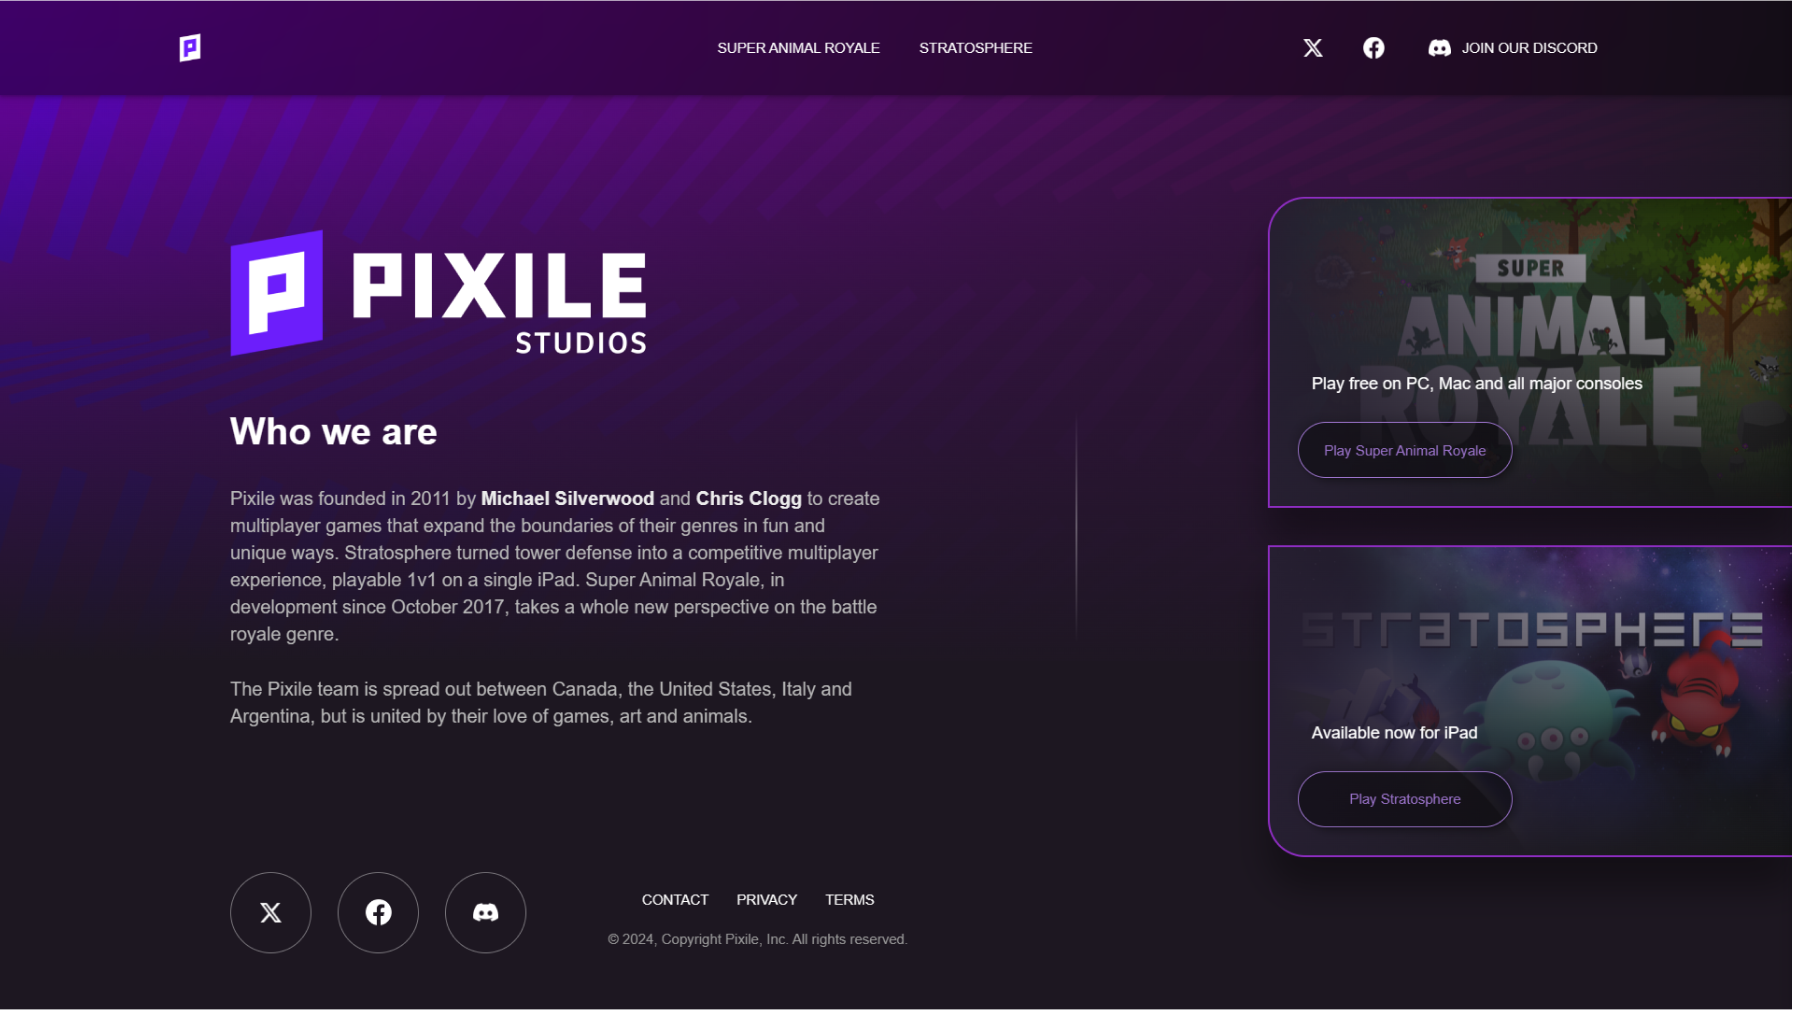 SUPER ANIMAL ROYALE
STRATOSPHERE
JOIN OUR DISCORD
PIXILE
STUDIOS
Who we are
Pixile was founded in 2011 by Michael Silverwood and Chris Clogg to create
multiplayer games that expand the boundaries of their genres in fun and
unique ways. Stratosphere turned tower defense into a competitive multiplayer
experience, playable 1v1 on a single iPad. Super Animal Royale, in
development since October 2017, takes a whole new perspective on the battle
royale genre.
The Pixile team is spread out between Canada, the United States, Italy and
Argentina, but is united by their love of games, art and animals.
SUPER
ANIMAL
ROYALE
Play free on PC, Mac and all major consoles
Play Super Animal Royale
STRATOSPHERE
Available now for iPad
Play Stratosphere
CONTACT
PRIVACY
TERMS
© 2024, Copyright Pixile, Inc. All rights reserved.